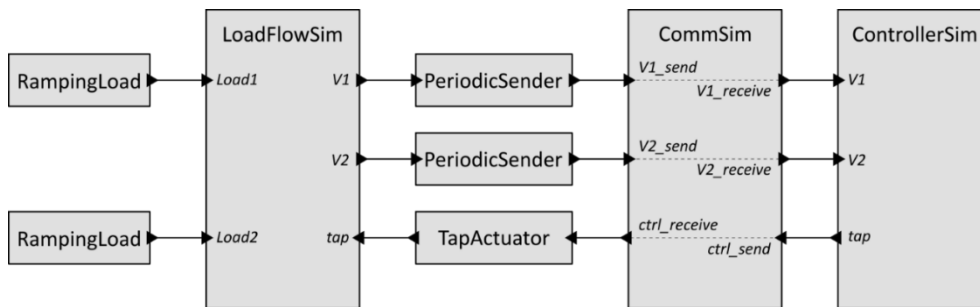 LoadFlowSim
CommSim
ControllerSim
RampingLoad
Load1
V1
PeriodicSender
V1_send
V1_receive
V1
V2
PeriodicSender
V2_send
V2_receive
V2
RampingLoad
Load2
tap
TapActuator
ctrl_receive
ctrl_send
tap